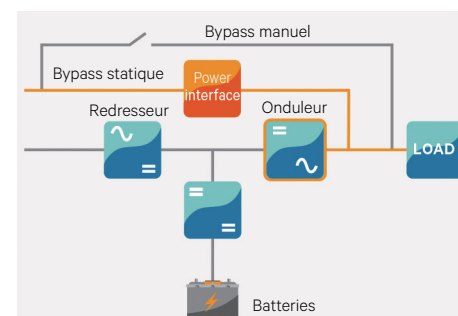 Bypass manuel
Bypass statique
Power
interface
Redresseur
Onduleur
LOAD
Batteries